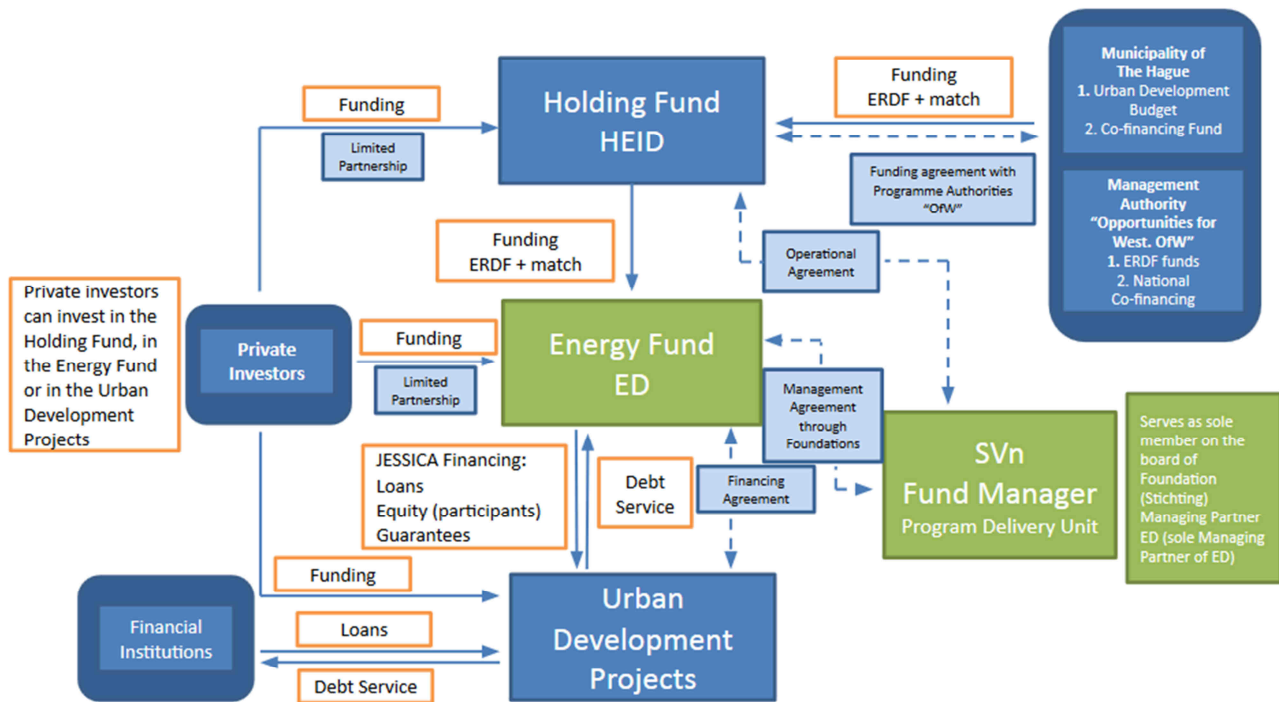 Funding
Limited
Partnership
Holding Fund
HEID
Funding
ERDF + match
Funding agreement with
Programme Authorities
"OfW"
Municipality of
The Hague
1. Urban Development
Budget
2. Co-financing Fund
Management
Authority
"Opportunities for
West. OfW"
1. ERDF funds
2. National
Co-financing
Funding
ERDF + match
Operational
Agreement
Private investors
can invest in the
Holding Fund, in
the Energy Fund
or in the Urban
Development
Projects
Private
Investors
Funding
Limited
Partnership
Energy Fund
ED
Management
Agreement
through
Foundations
SVn
Fund Manager
Program Delivery Unit
Serves as sole
member on the
board of
Foundation
(Stichting)
Managing Partner
ED (sole Managing
Partner of ED)
JESSICA Financing:
Loans
Equity (participants)
Guarantees
Debt
Service
Financing
Agreement
Funding
Financial
Institutions
Loans
Debt Service
Urban
Development
Projects